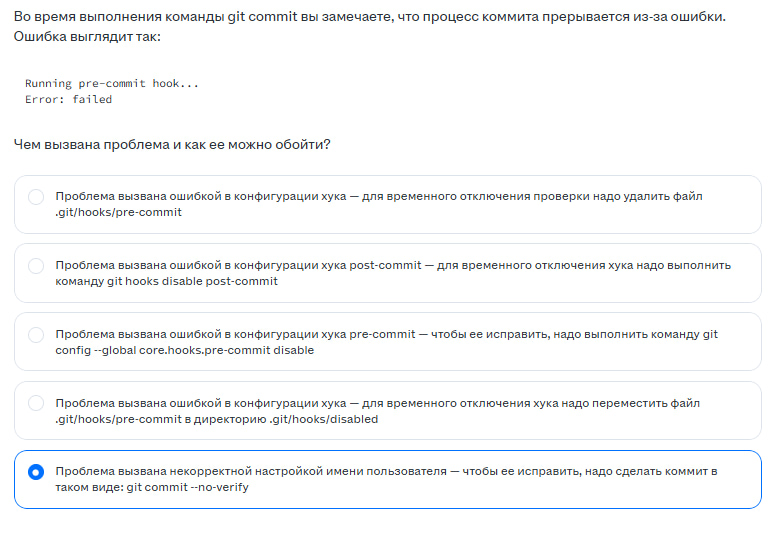 Во время выполнения команды git commit вы замечаете, что процесс коммита прерывается из-за ошибки.
Ошибка выглядит так:
Running pre-commit hook...
Error: failed
Чем вызвана проблема и как ее можно обойти?
Проблема вызвана ошибкой в конфигурации хука — для временного отключения проверки надо удалить файл
.git/hooks/pre-commit
Проблема вызвана ошибкой в конфигурации хука post-commit — для временного отключения хука надо выполнить
команду git hooks disable post-commit
Проблема вызвана ошибкой в конфигурации хука pre-commit — чтобы ее исправить, надо выполнить команду git
config --global core.hooks.pre-commit disable
Проблема вызвана ошибкой в конфигурации хука — для временного отключения хука надо переместить файл
.git/hooks/pre-commit в директорию .git/hooks/disabled
Проблема вызвана некорректной настройкой имени пользователя — чтобы ее исправить, надо сделать коммит в
таком виде: git commit --no-verify